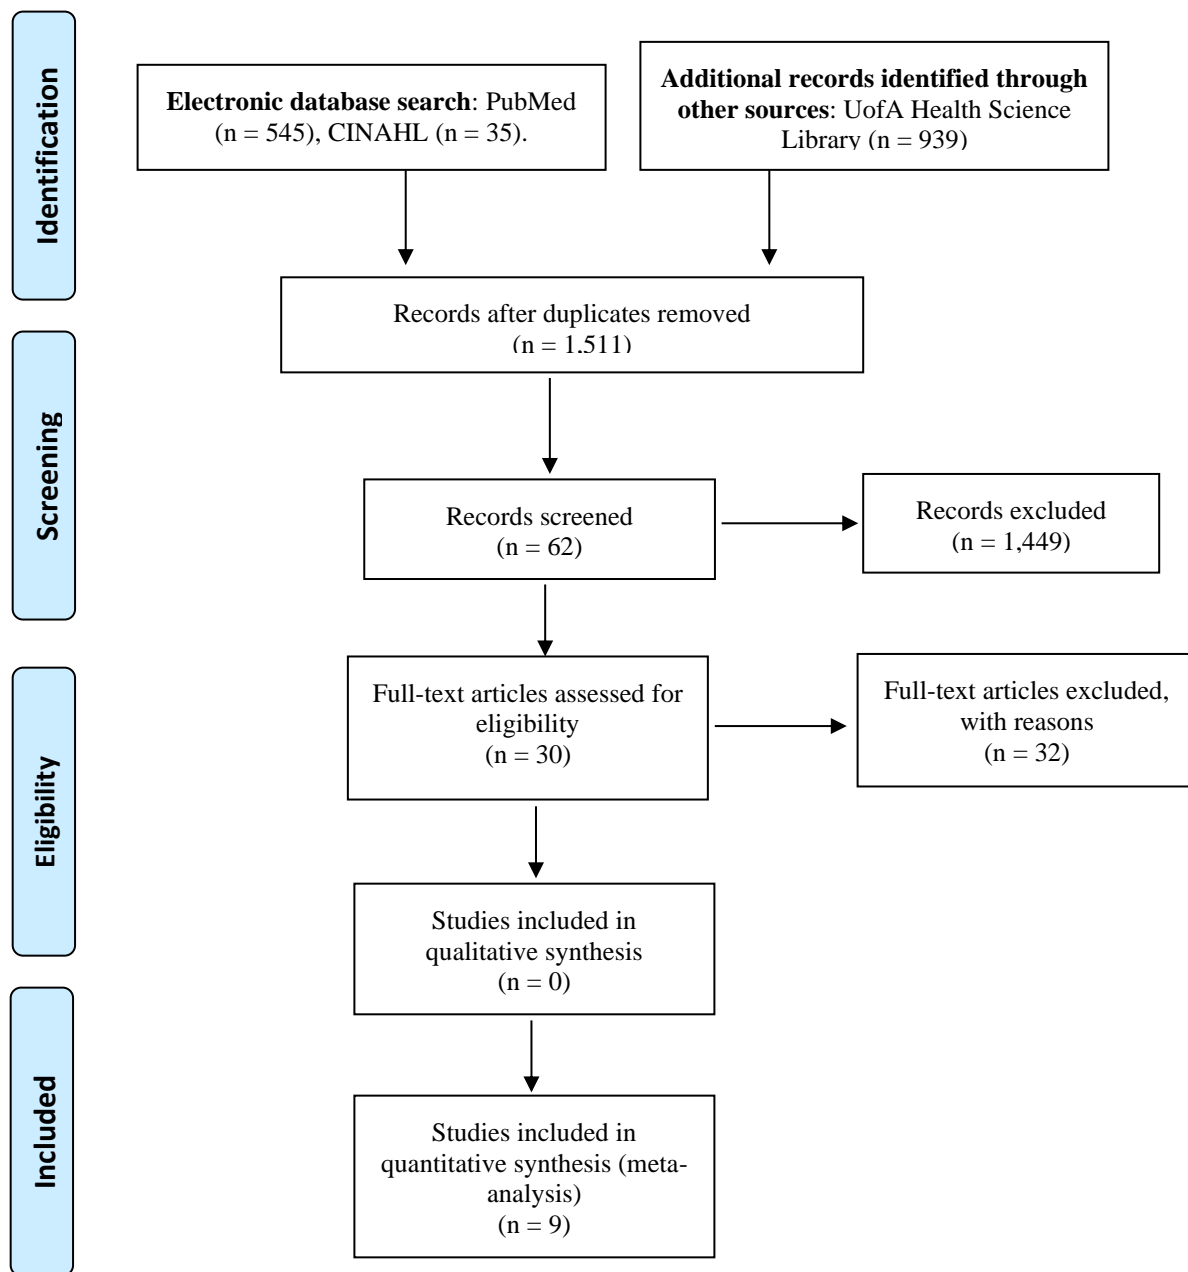 Identification
Electronic database search: PubMed
(n = 545), CINAHL (n = 35).
Additional records identified through
other sources: UofA Health Science
Library (n = 939)
Records after duplicates removed
(n = 1,511)
Screening
Records screened
(n = 62)
Records excluded
(n = 1,449)
Eligibility
Full-text articles assessed for
eligibility
(n = 30)
Full-text articles excluded,
with reasons
(n = 32)
Studies included in
qualitative synthesis
(n = 0)
Included
Studies included in
quantitative synthesis (meta-
analysis)
(n = 9)